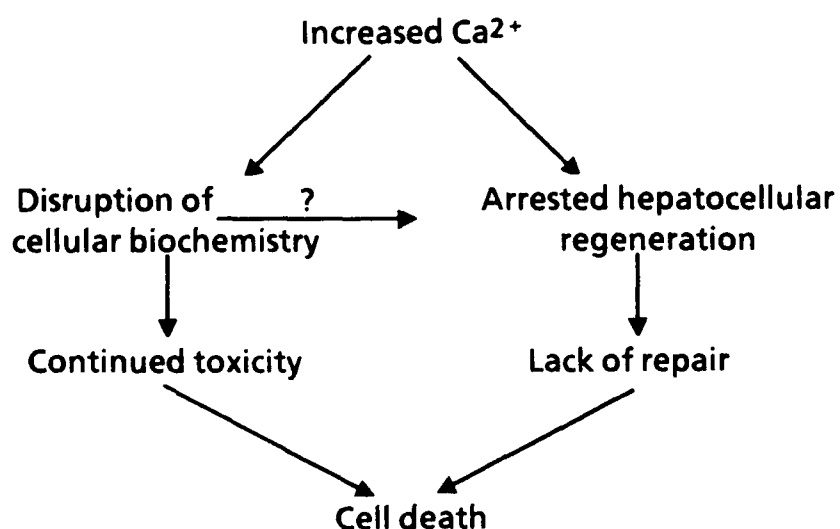 Increased Ca²⁺
Disruption of
cellular biochemistry
?
Arrested hepatocellular
regeneration
Continued toxicity
Lack of repair
Cell death